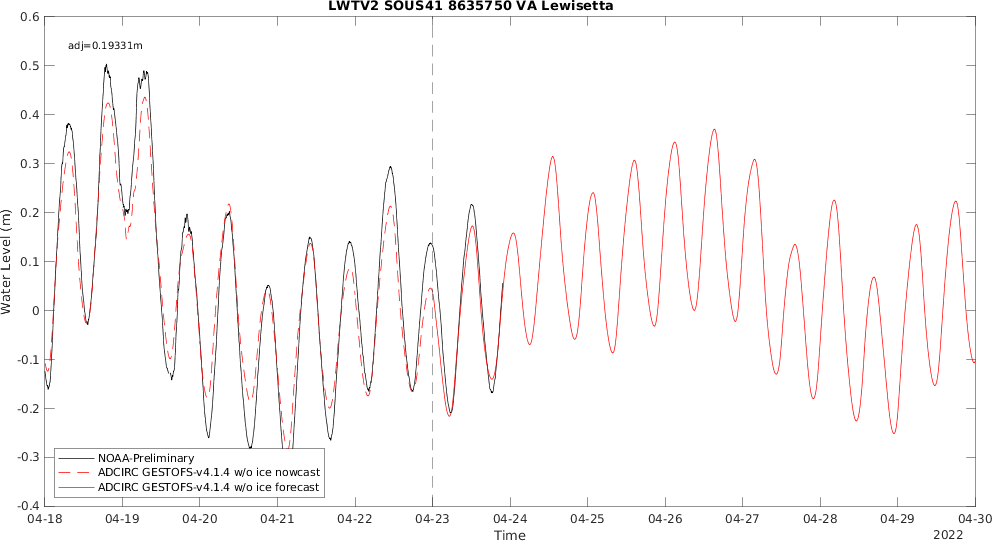 LWTV2 SOUS41 8635750 VA Lewisetta
adj=0.19331m
0.6
0.5
0.4
0.3
0.2
0.1
0
-0.1
-0.2
-0.3
-0.4
Water Level (m)
NOAA-Preliminary
ADCIRC GESTOFS-v4.1.4 w/o ice nowcast
ADCIRC GESTOFS-v4.1.4 w/o ice forecast
04-18 04-19 04-20 04-21 04-22 04-23 04-24 04-25 04-26 04-27 04-28 04-29 04-30
Time
2022